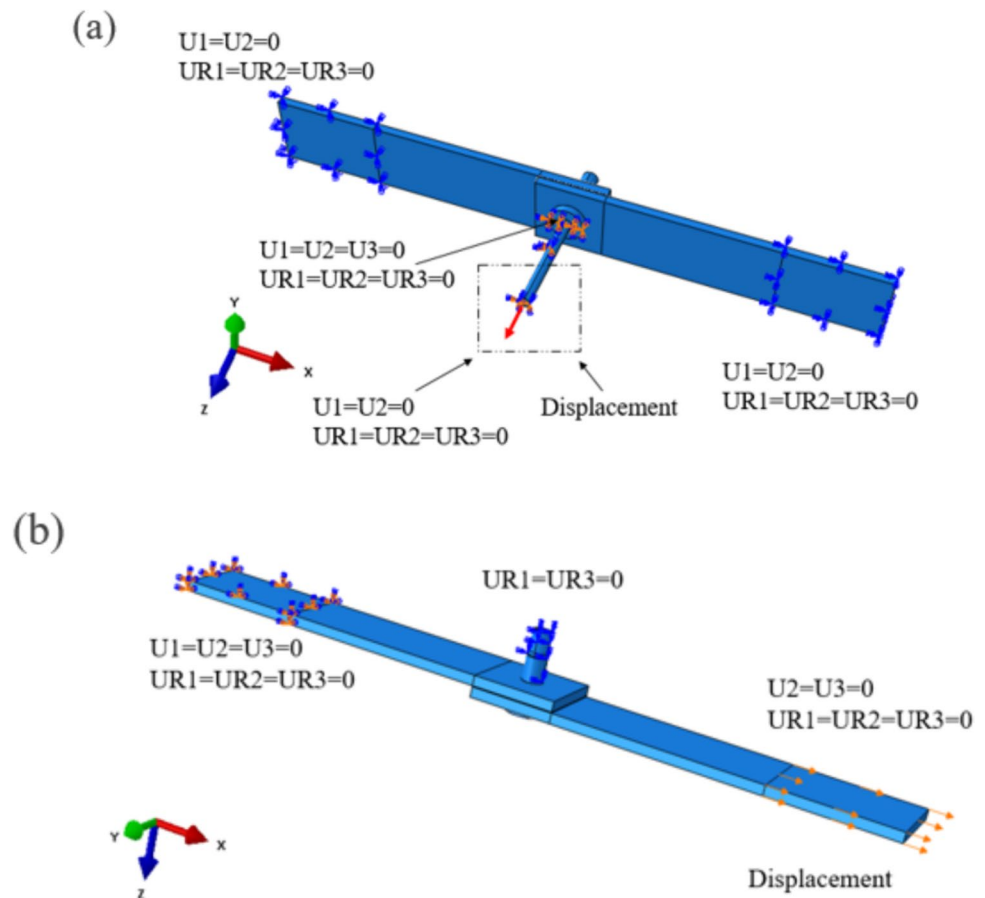 (a)
U1=U2=0
UR1=UR2=UR3=0
U1=U2=U3=0
UR1=UR2=UR3=0
Y
X
Z
U1=U2=0
UR1=UR2=UR3=0
Displacement
U1=U2=0
UR1=UR2=UR3=0
(b)
UR1=UR3=0
U1=U2=U3=0
UR1=UR2=UR3=0
U2=U3=0
UR1=UR2=UR3=0
Y
X
Z
Displacement